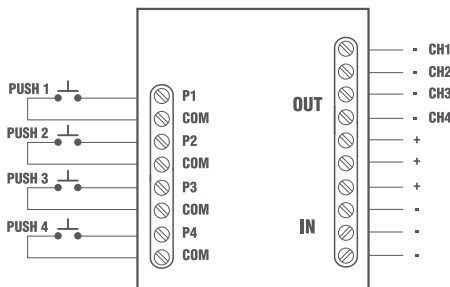 PUSH 1
P1
COM
PUSH 2
P2
COM
PUSH 3
P3
COM
PUSH 4
P4
COM
OUT
IN
- CH1
- CH2
- CH3
- CH4
+
+
+
-
-
-